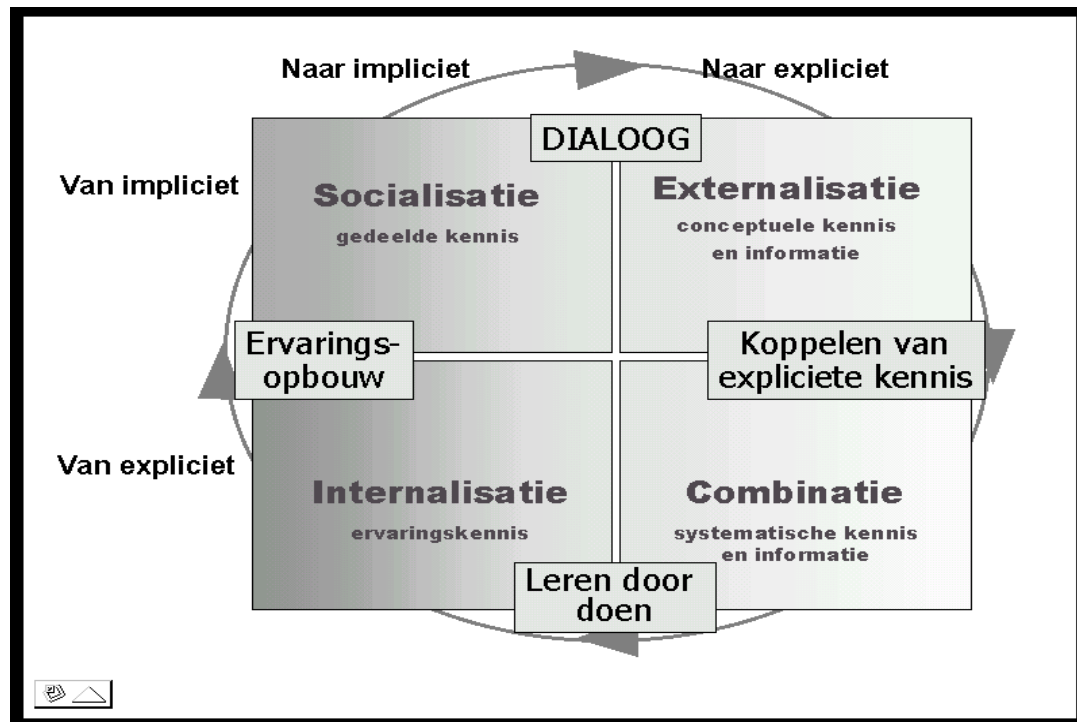 Naar impliciet
Naar expliciet
DIALOOG
Van impliciet
Socialisatie
gedeelde kennis
Externalisatie
conceptuele kennis
en informatie
Ervarings-
opbouw
Koppelen van
expliciete kennis
Van expliciet
Internalisatie
ervaringskennis
Combinatie
systematische kennis
en informatie
Leren door
doen